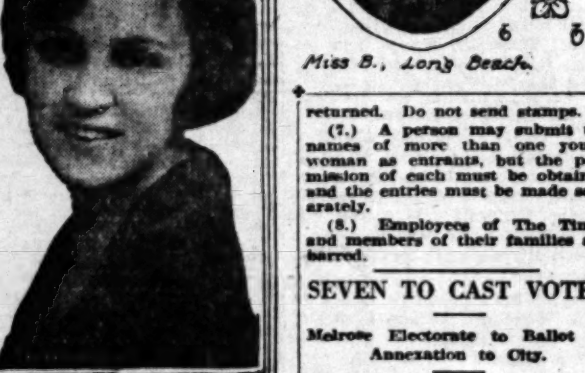 Miss B., Long Beach.
returned. Do not send stamps.
(7.) A person may submit
names of more than one you
woman as entrants, but the p
mission of each must be obtain
and the entries must be made s
arately.
(8.) Employees of The Tim
and members of their families a
barred.
SEVEN TO CAST VOTE
Melrose Electorate to Ballot
Annexation to City.